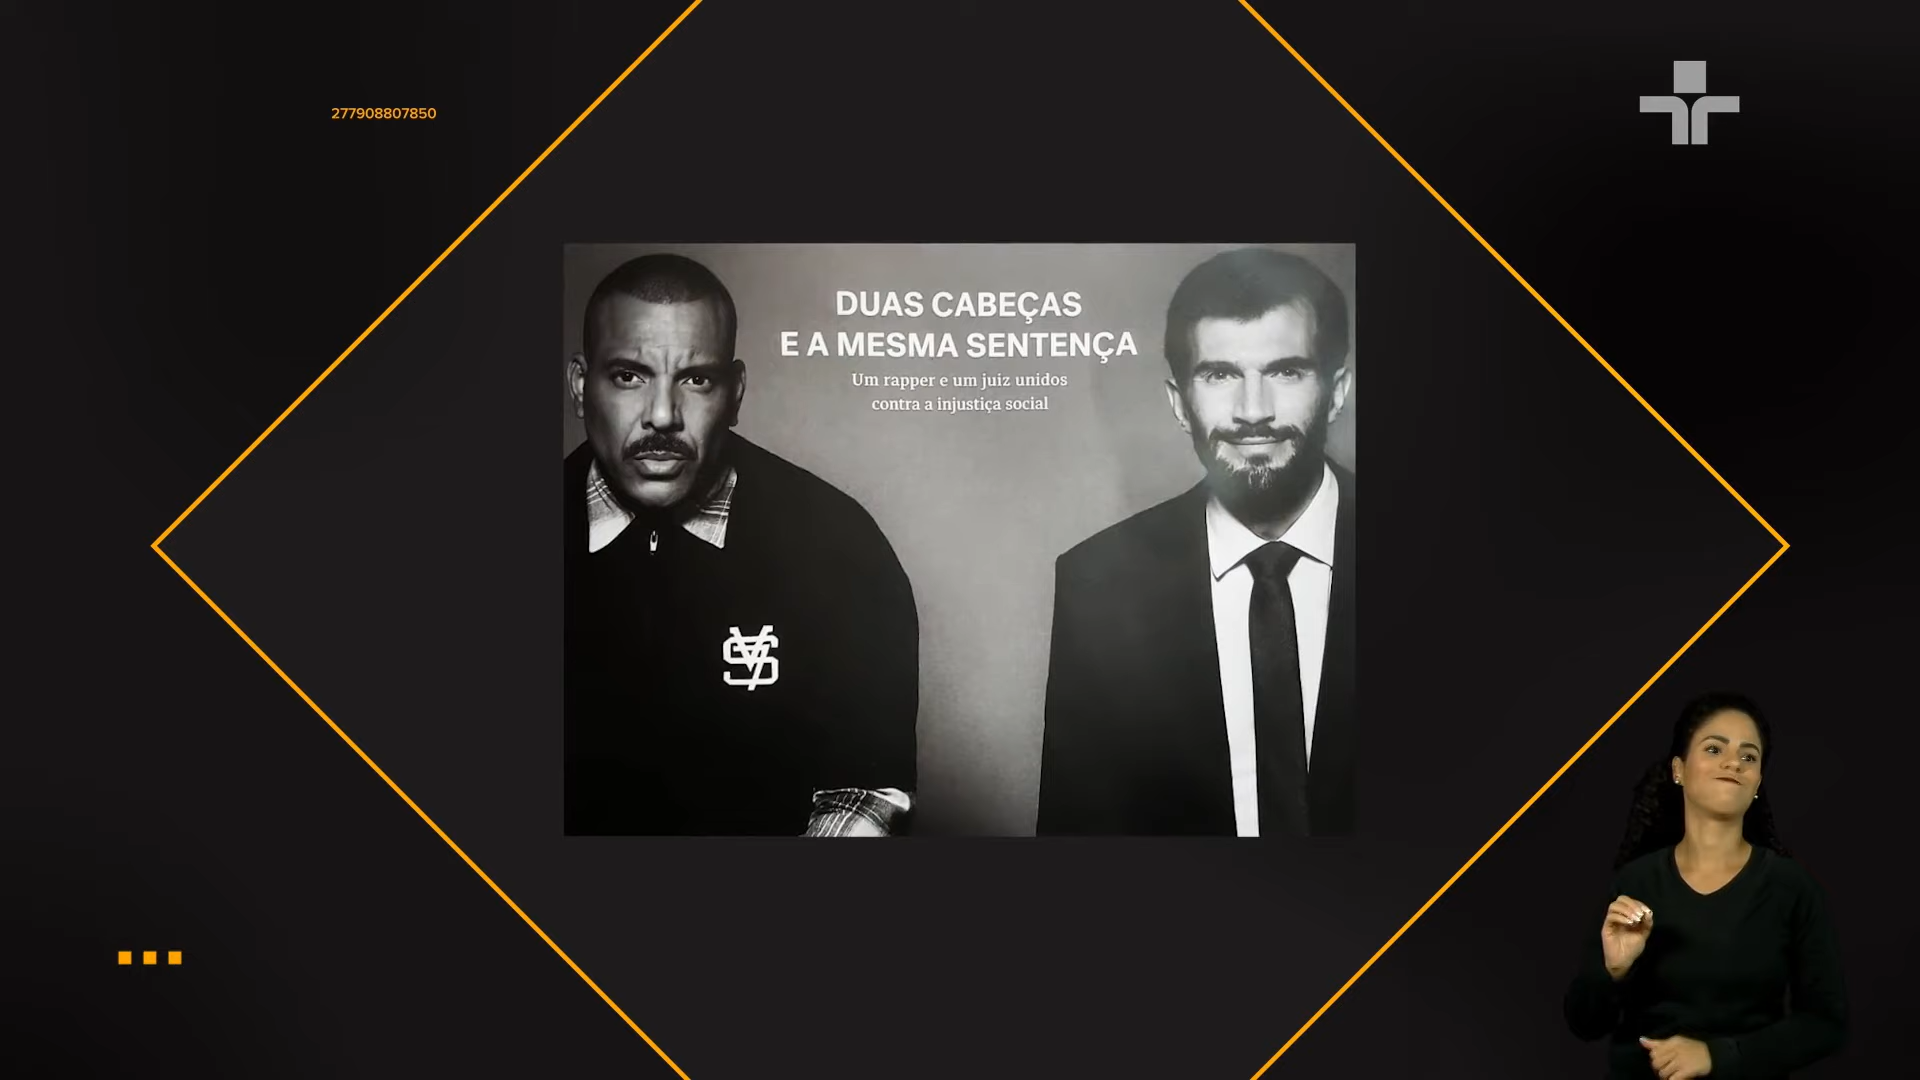 277908807850
DUAS CABEÇAS
E A MESMA SENTENÇA
Um rapper e um juiz unidos
contra a injustiça social